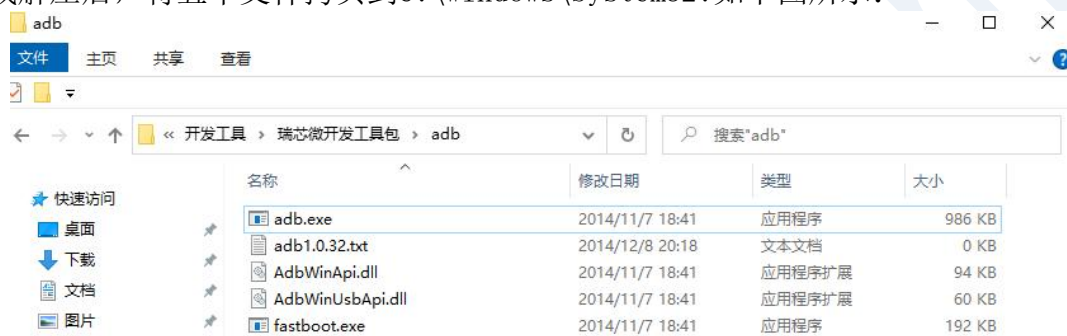 adb
文件 主页 共享 查看
« 开发工具 › 瑞芯微开发工具包 › adb 搜索"adb"
名称 修改日期 类型 大小
快速访问
桌面 adb.exe 2014/11/7 18:41 应用程序 986 KB
adb1.0.32.txt 2014/12/8 20:18 文本文档 0 KB
下载 AdbWinApi.dll 2014/11/7 18:41 应用程序扩展 94 KB
文档 AdbWinUsbApi.dll 2014/11/7 18:41 应用程序扩展 60 KB
图片 fastboot.exe 2014/11/7 18:41 应用程序 192 KB